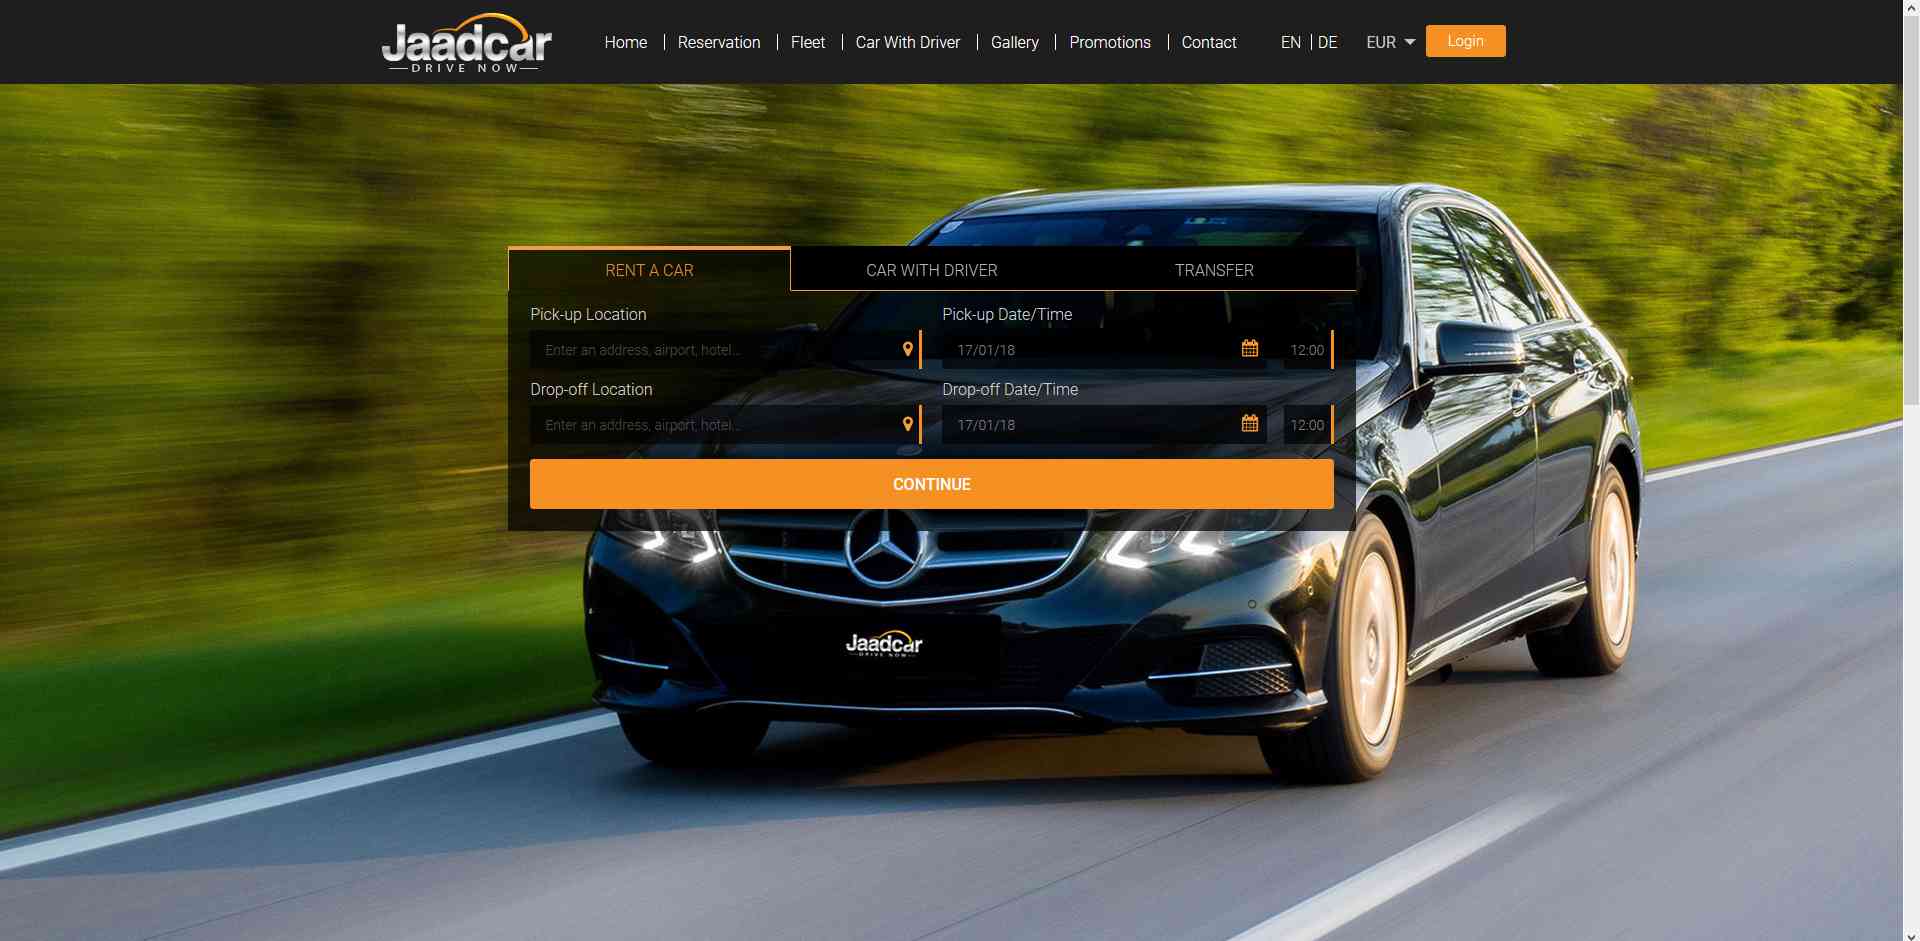 Jaadcar
DRIVE NOW
Home
Reservation
Fleet
Car With Driver
Gallery
Promotions
Contact
EN
DE
EUR
Login
RENT A CAR
CAR WITH DRIVER
TRANSFER
Pick-up Location
Pick-up Date/Time
Enter an address, airport, hotel...
17/01/18
12:00
Drop-off Location
Drop-off Date/Time
Enter an address, airport, hotel...
17/01/18
12:00
CONTINUE
Jaadcar
DRIVE NOW